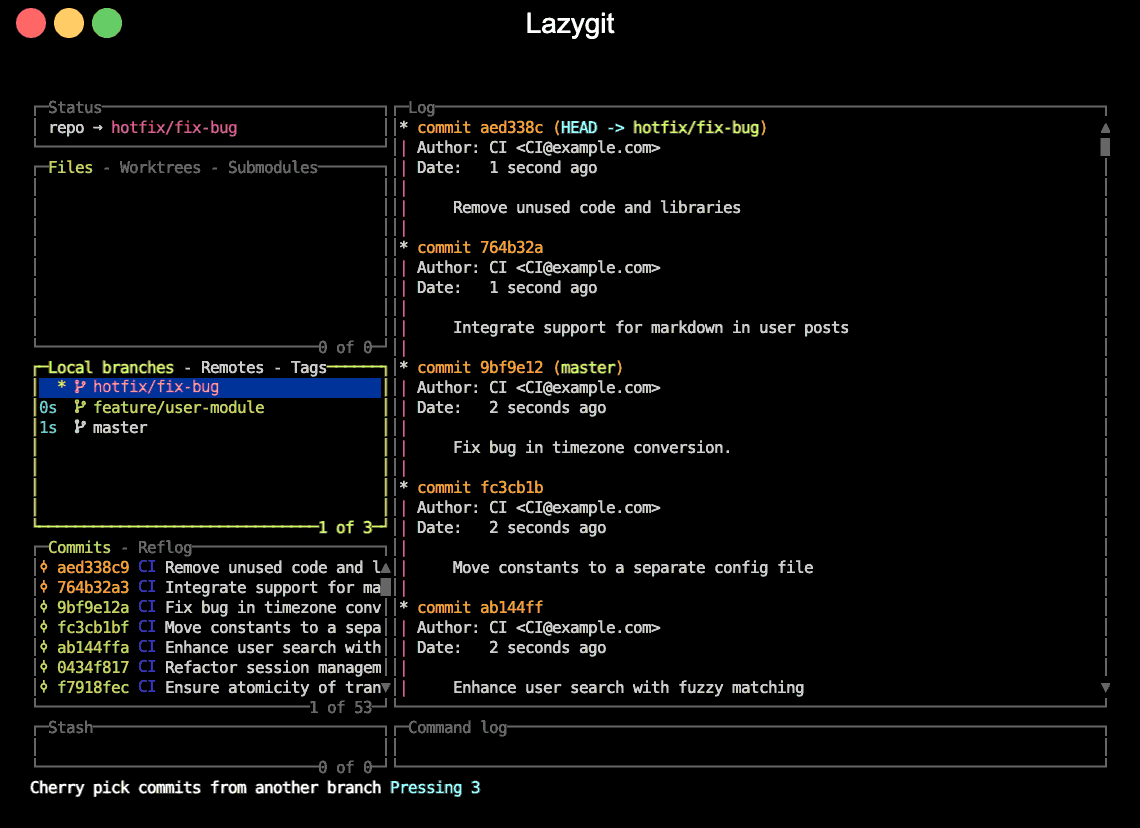 Lazygit
Status
repo → hotfix/fix-bug
Files - Worktrees - Submodules
0 of 0
Local branches - Remotes - Tags
* hotfix/fix-bug
0s feature/user-module
1s master
1 of 3
Commits - Reflog
aed338c9 CI Remove unused code and l
764b32a3 CI Integrate support for ma
9bf9e12a CI Fix bug in timezone conv
fc3cb1bf CI Move constants to a sepa
ab144ffa CI Enhance user search with
0434f817 CI Refactor session managem
f7918fec CI Ensure atomicity of tran
1 of 53
Stash
0 of 0
Log
* commit aed338c (HEAD -> hotfix/fix-bug)
Author: CI <CI@example.com>
Date: 1 second ago
Remove unused code and libraries
* commit 764b32a
Author: CI <CI@example.com>
Date: 1 second ago
Integrate support for markdown in user posts
* commit 9bf9e12 (master)
Author: CI <CI@example.com>
Date: 2 seconds ago
Fix bug in timezone conversion.
* commit fc3cb1b
Author: CI <CI@example.com>
Date: 2 seconds ago
Move constants to a separate config file
* commit ab144ff
Author: CI <CI@example.com>
Date: 2 seconds ago
Enhance user search with fuzzy matching
Command log
Cherry pick commits from another branch Pressing 3